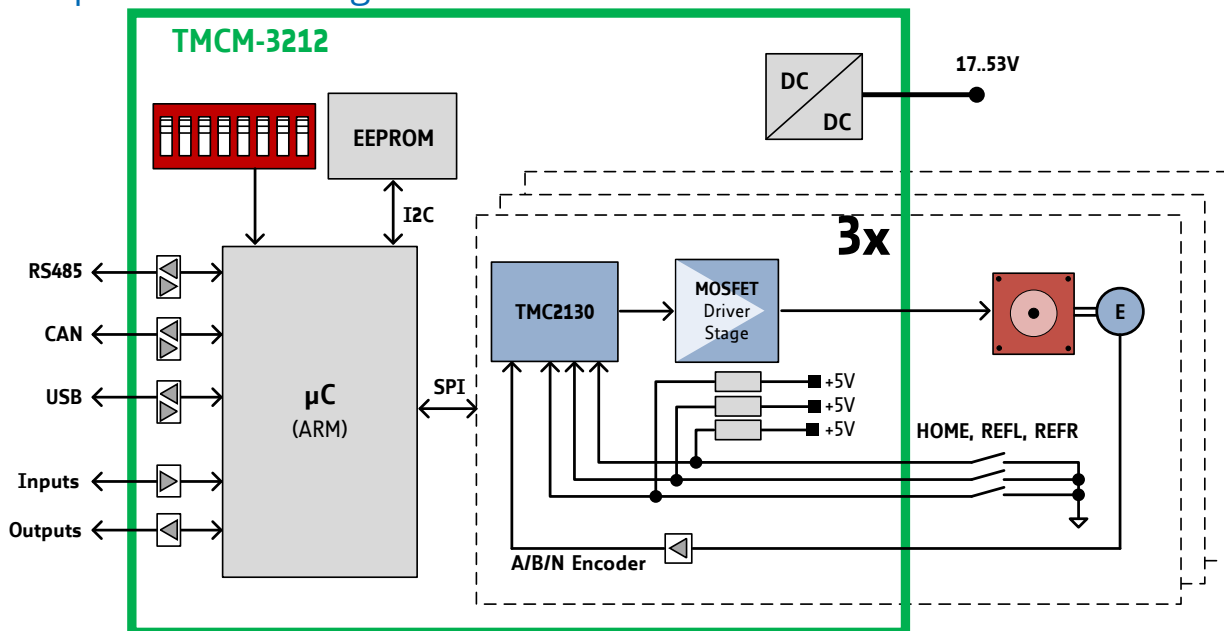 TMCM-3212
17..53V
DC
DC
EEPROM
I2C
3x
RS485
CAN
USB
Inputs
Outputs
µC
(ARM)
SPI
TMC2130
MOSFET
Driver
Stage
E
+5V
+5V
+5V
HOME, REFL, REFR
A/B/N Encoder